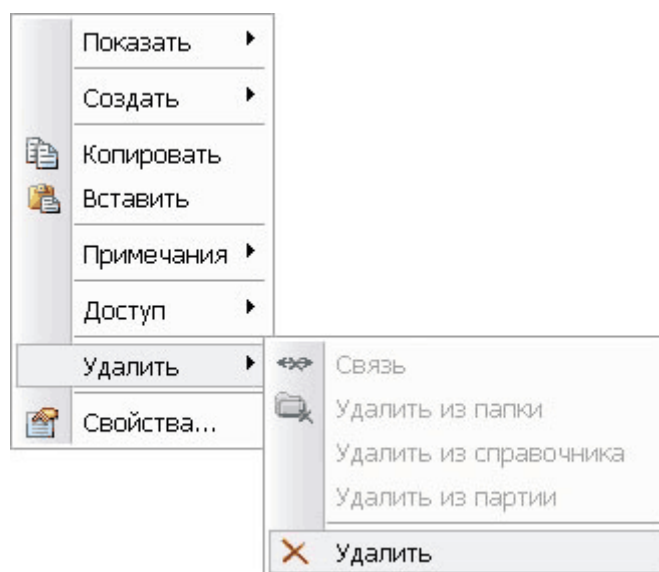 Показать
Создать
Копировать
Вставить
Примечания
Доступ
Удалить
Свойства...
Связь
Удалить из папки
Удалить из справочника
Удалить из партии
Удалить